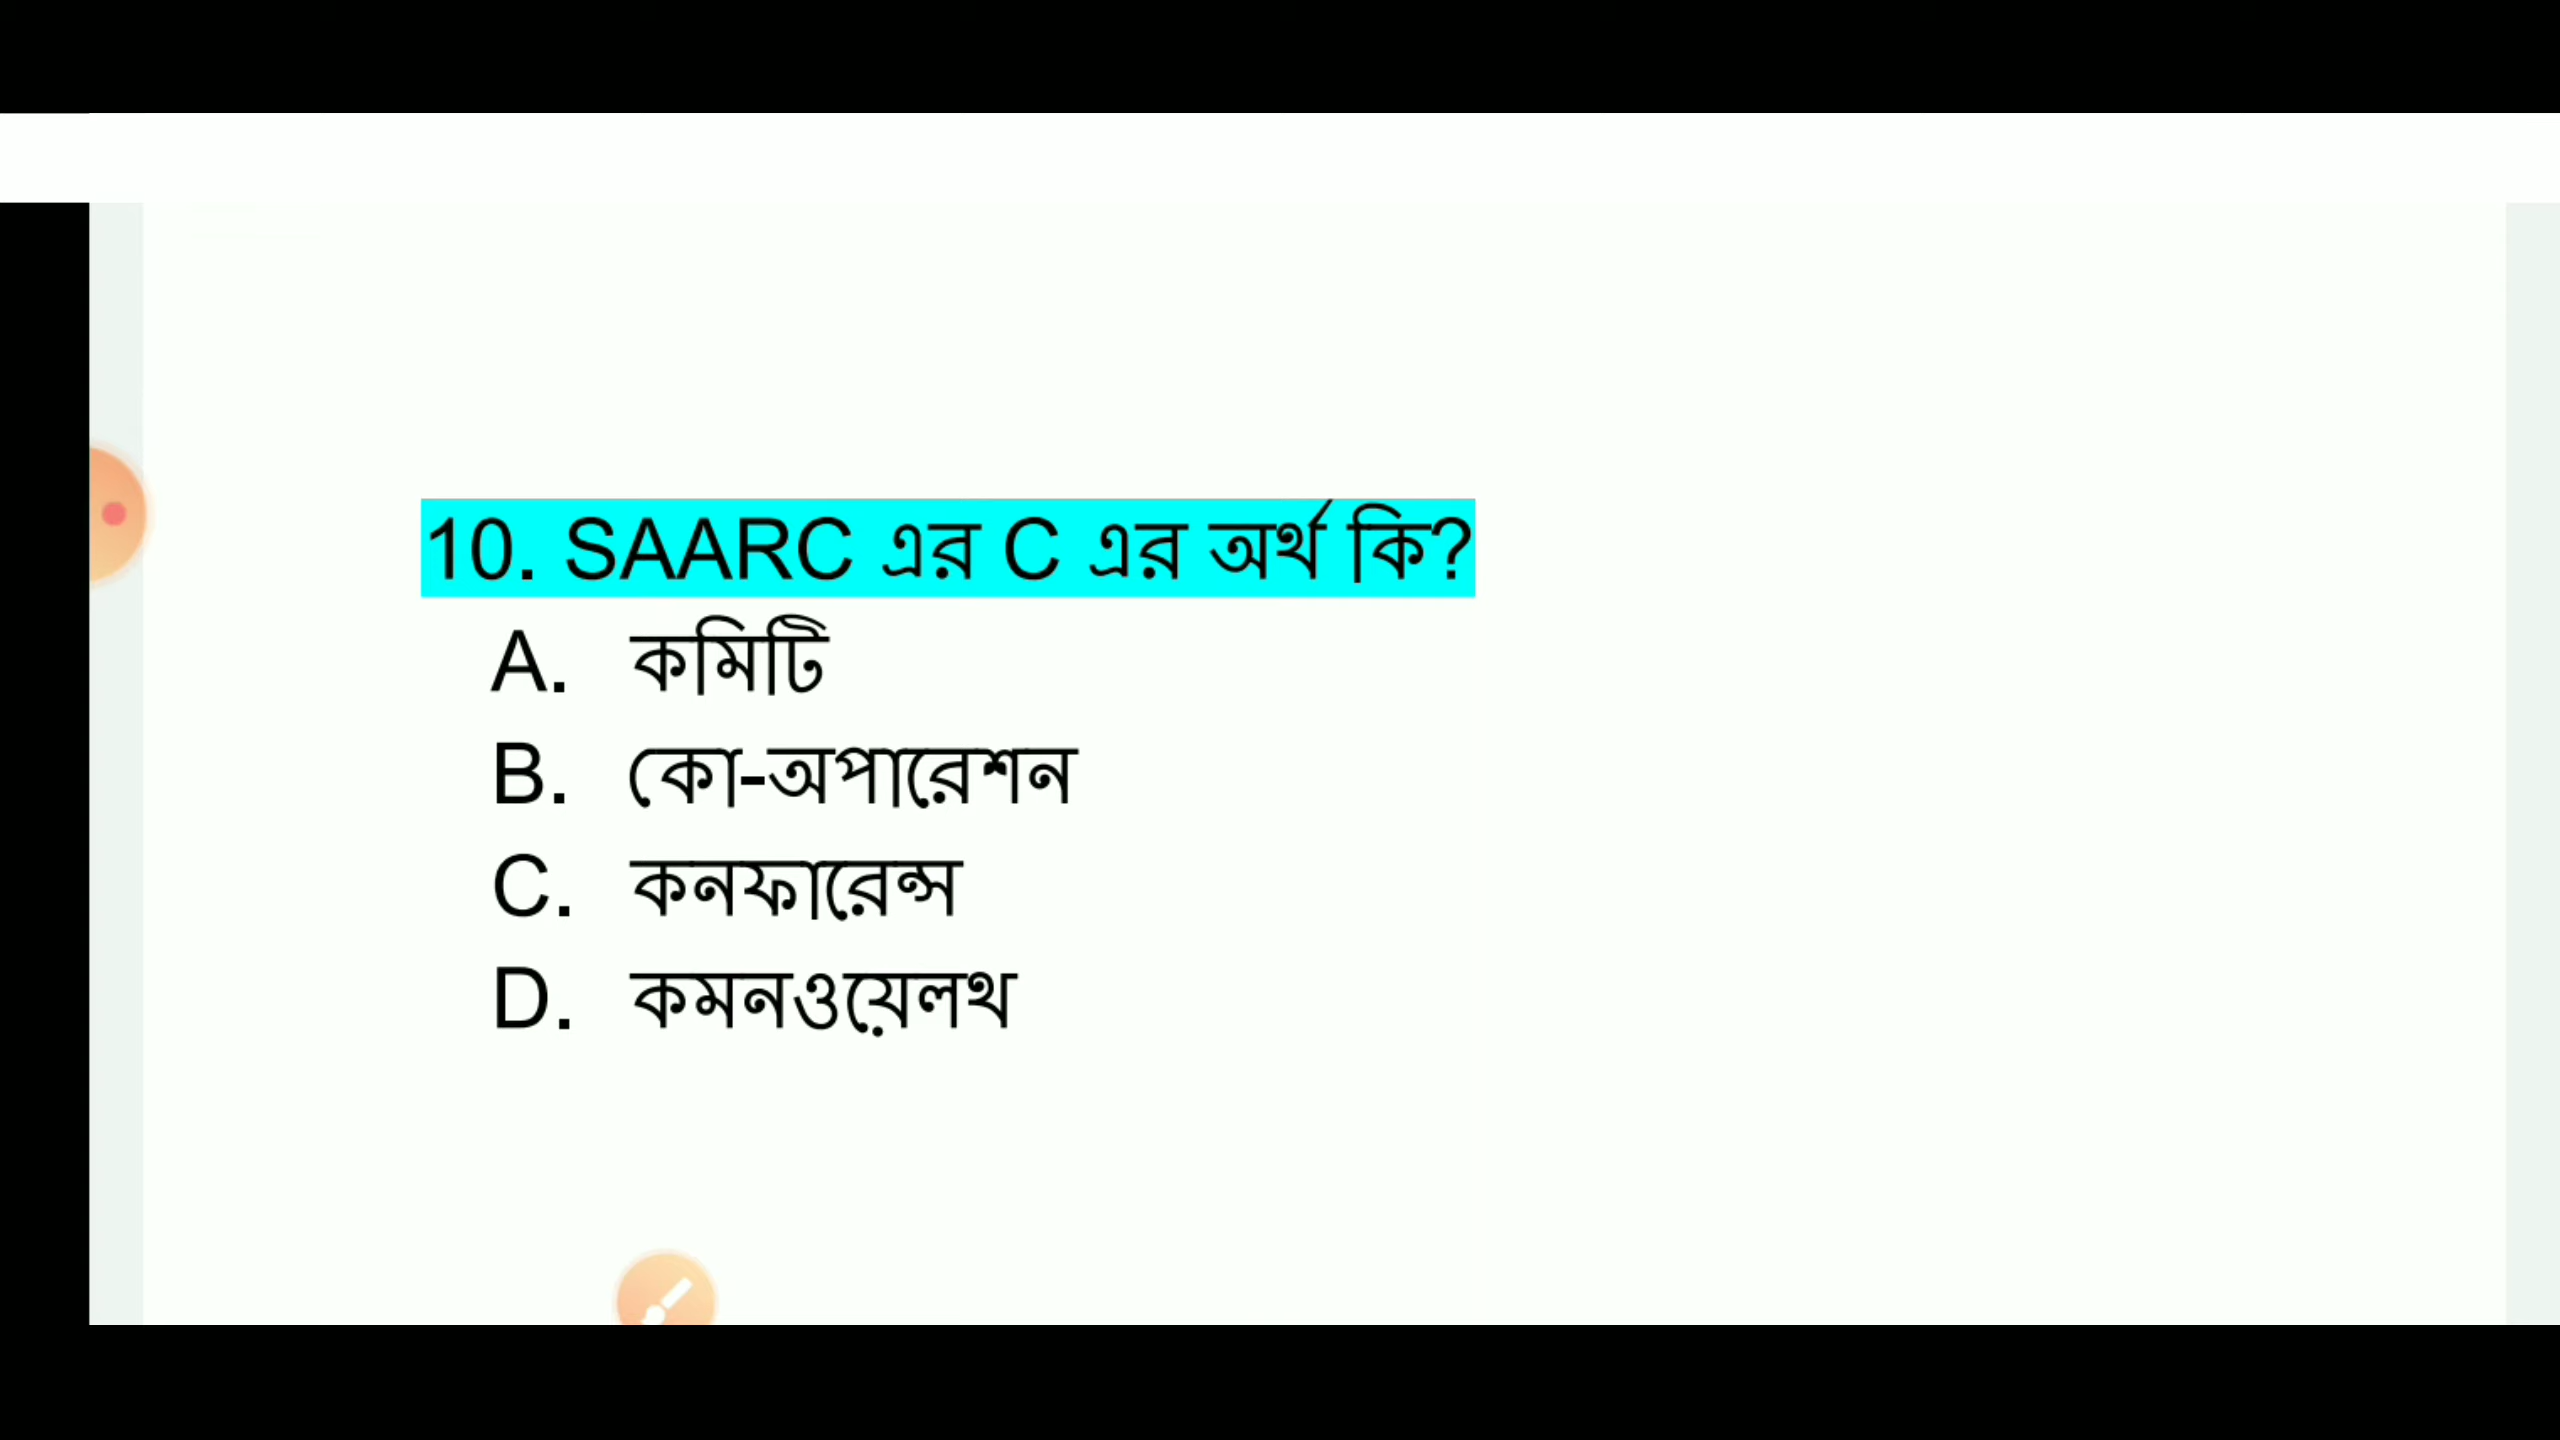 10. SAARC এর C এর অর্থ কি?
A. কমিটি
B. কো-অপারেশন
C. কনফারেন্স
D. কমনওয়েলথ